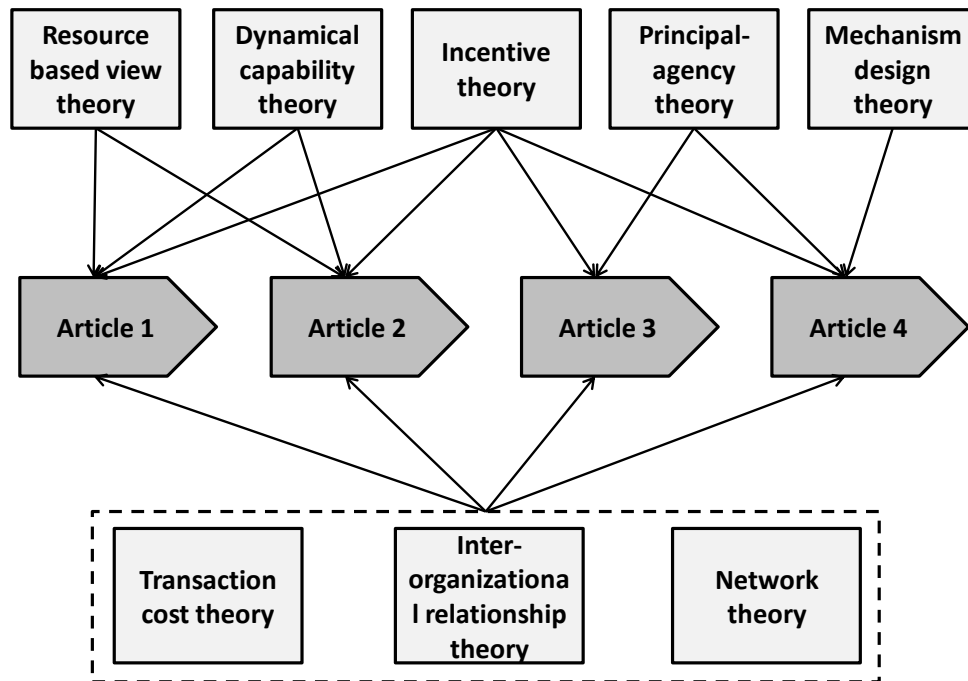 Resource
based view
theory
Dynamical
capability
theory
Incentive
theory
Principal-
agency
theory
Mechanism
design
theory
Article 1
Article 2
Article 3
Article 4
Transaction
cost theory
Inter-
organizationa
l relationship
theory
Network
theory